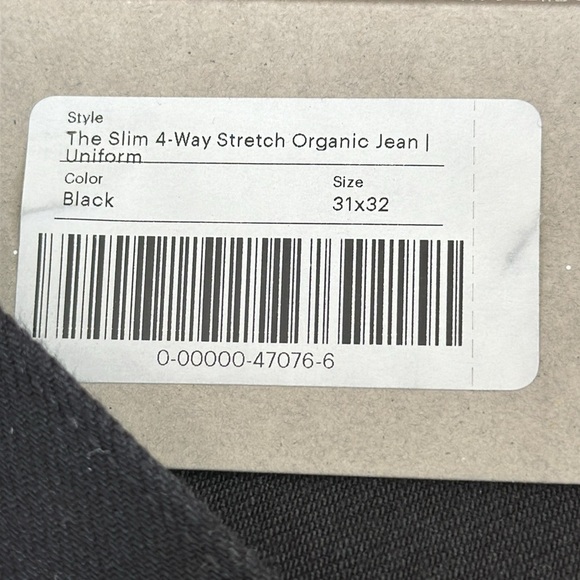 Style
The Slim 4-Way Stretch Organic Jean |
Uniform
Color
Size
Black
31x32
0-00000-47076-6